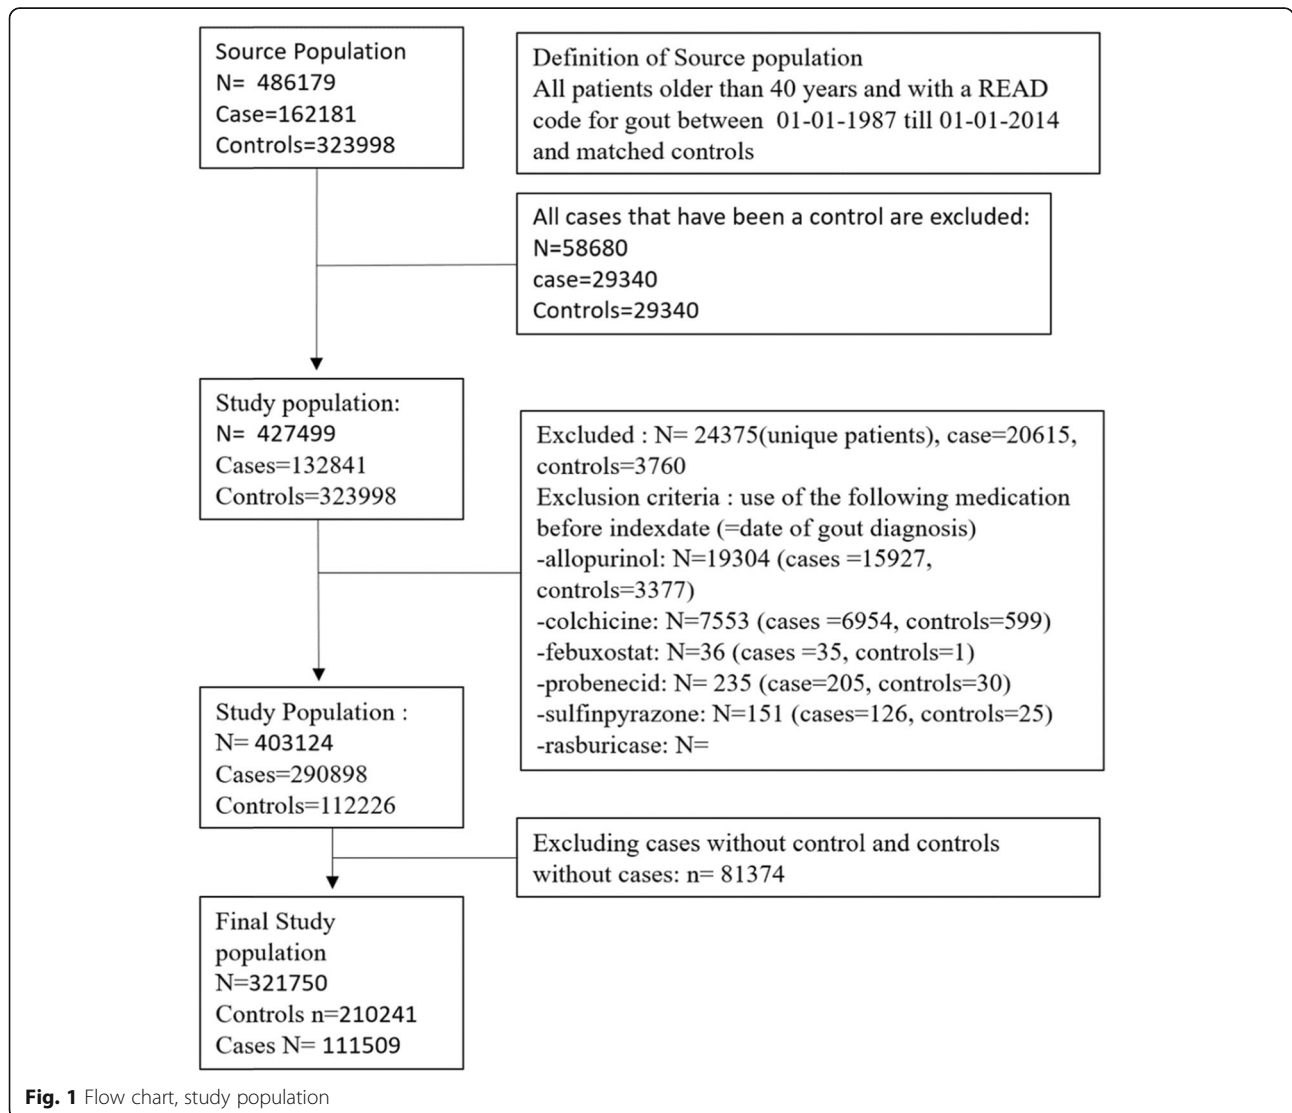 Source Population
N= 486179
Case=162181
Controls=323998
Definition of Source population
All patients older than 40 years and with a READ
code for gout between 01-01-1987 till 01-01-2014
and matched controls
All cases that have been a control are excluded:
N=58680
case=29340
Controls=29340
Study population:
N= 427499
Cases=132841
Controls=323998
Excluded : N= 24375(unique patients), case=20615,
controls=3760
Exclusion criteria : use of the following medication
before indexdate (=date of gout diagnosis)
-allopurinol: N=19304 (cases =15927,
controls=3377)
-colchicine: N=7553 (cases =6954, controls=599)
-febuxostat: N=36 (cases =35, controls=1)
-probenecid: N= 235 (case=205, controls=30)
-sulfinpyrazone: N=151 (cases=126, controls=25)
-rasburicase: N=
Study Population :
N= 403124
Cases=290898
Controls=112226
Excluding cases without control and controls
without cases: n= 81374
Final Study
population
N=321750
Controls n=210241
Cases N= 111509
Fig. 1 Flow chart, study population